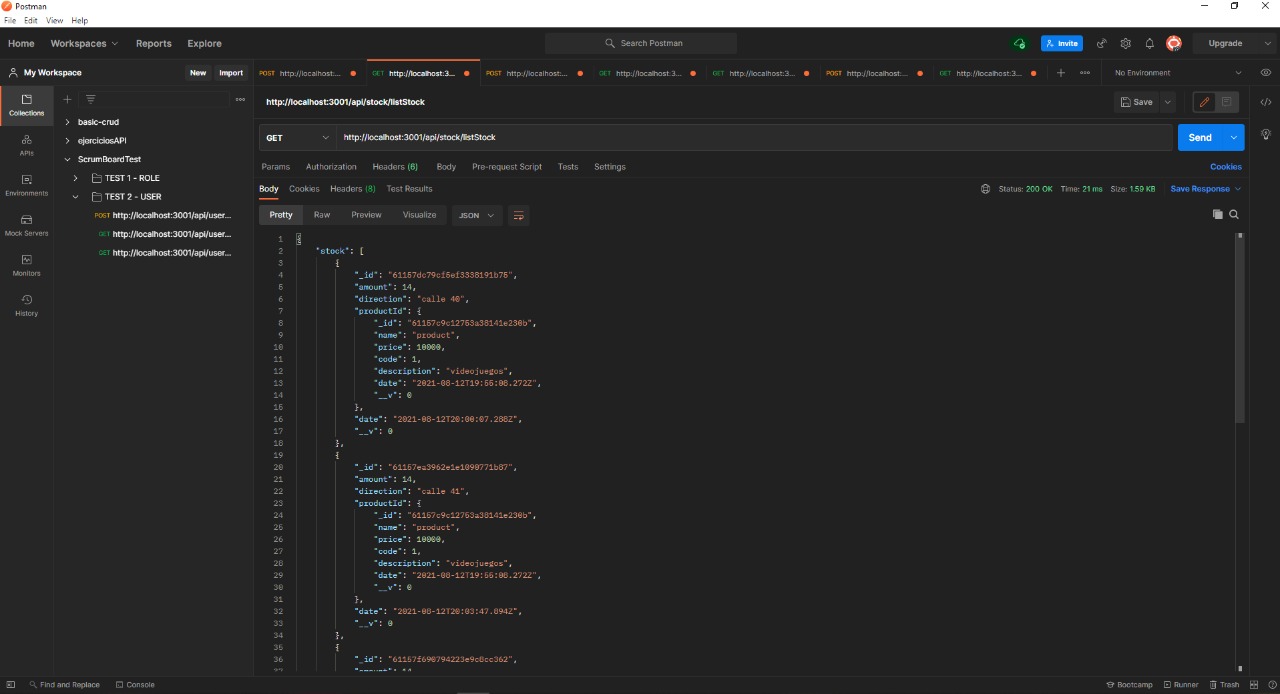 Postman
File Edit View Help
Home Workspaces Reports Explore Search Postman Invite Upgrade
My Workspace New Import
POST http://localhost:... GET http://localhost:3... POST http://localhost:... GET http://localhost:3... GET http://localhost:3... POST http://localhost:... GET http://localhost:3... No Environment
Collections
APIs
Environments
Mock Servers
Monitors
History
basic-crud
ejerciciosAPI
ScrumBoardTest
TEST 1 - ROLE
TEST 2 - USER
POST http://localhost:3001/api/user...
GET http://localhost:3001/api/user...
GET http://localhost:3001/api/user...
http://localhost:3001/api/stock/listStock Save
GET http://localhost:3001/api/stock/listStock Send
Params Authorization Headers (6) Body Pre-request Script Tests Settings Cookies
Body Cookies Headers (8) Test Results Status: 200 OK Time: 21 ms Size: 1.59 KB Save Response
Pretty Raw Preview Visualize JSON
1 {
2 "stock": [
3 {
4 "_id": "61157dc79cf5ef3338191b75",
5 "amount": 14,
6 "direction": "calle 40",
7 "productId": {
8 "_id": "61157c9c12753a38141e230b",
9 "name": "product",
10 "price": 10000,
11 "code": 1,
12 "description": "videojuegos",
13 "date": "2021-08-12T19:55:08.272Z",
14 "__v": 0
15 },
16 "date": "2021-08-12T20:00:07.288Z",
17 "__v": 0
18 },
19 {
20 "_id": "61157ea3962e1e1090771b87",
21 "amount": 14,
22 "direction": "calle 41",
23 "productId": {
24 "_id": "61157c9c12753a38141e230b",
25 "name": "product",
26 "price": 10000,
27 "code": 1,
28 "description": "videojuegos",
29 "date": "2021-08-12T19:55:08.272Z",
30 "__v": 0
31 },
32 "date": "2021-08-12T20:03:47.094Z",
33 "__v": 0
34 },
35 {
36 "_id": "61157f690794223e9c8cc362",
Find and Replace Console Bootcamp Runner Trash